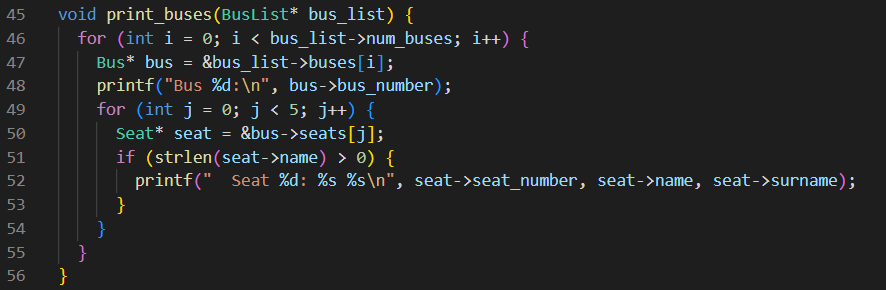 45 void print_buses(BusList* bus_list) {
46   for (int i = 0; i < bus_list->num_buses; i++) {
47     Bus* bus = &bus_list->buses[i];
48     printf("Bus %d:\n", bus->bus_number);
49     for (int j = 0; j < 5; j++) {
50       Seat* seat = &bus->seats[j];
51       if (strlen(seat->name) > 0) {
52         printf("  Seat %d: %s %s\n", seat->seat_number, seat->name, seat->surname);
53       }
54     }
55   }
56 }